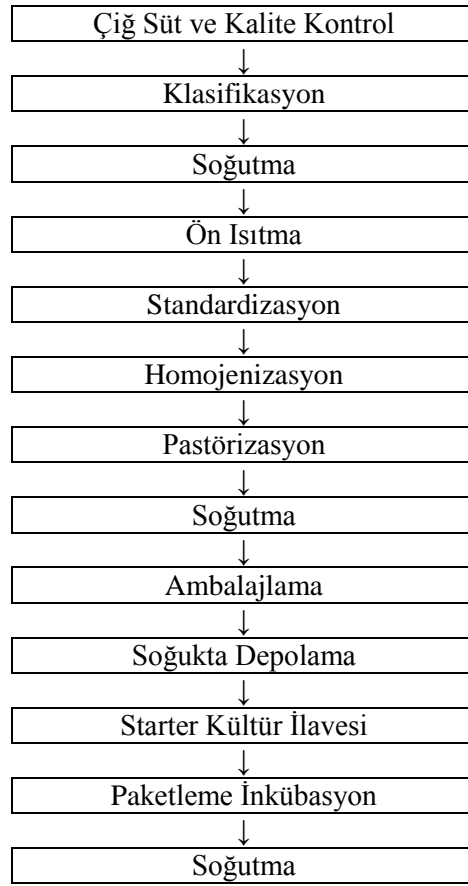 Çiğ Süt ve Kalite Kontrol
↓
Klasifikasyon
↓
Soğutma
↓
Ön Isıtma
↓
Standardizasyon
↓
Homojenizasyon
↓
Pastörizasyon
↓
Soğutma
↓
Ambalajlama
↓
Soğukta Depolama
↓
Starter Kültür İlavesi
↓
Paketleme İnkübasyon
↓
Soğutma